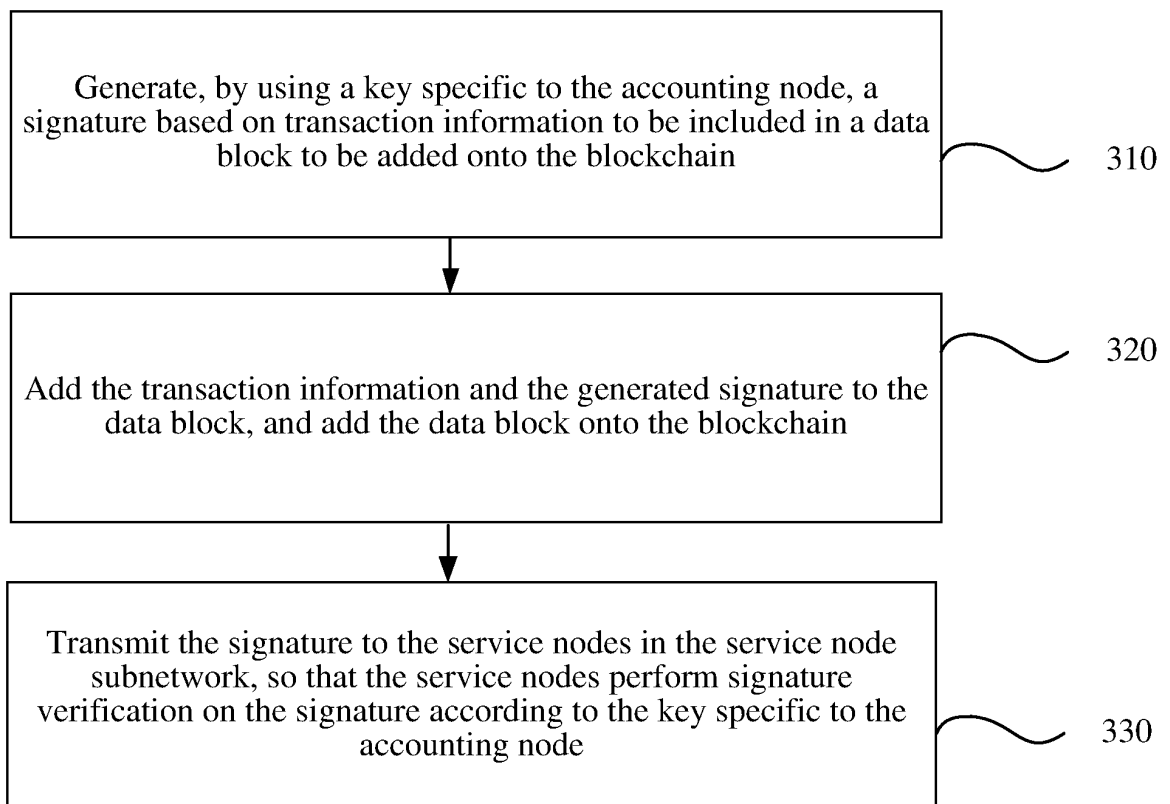 Generate, by using a key specific to the accounting node, a
signature based on transaction information to be included in a data
block to be added onto the blockchain
310
Add the transaction information and the generated signature to the
data block, and add the data block onto the blockchain
320
Transmit the signature to the service nodes in the service node
subnetwork, so that the service nodes perform signature
verification on the signature according to the key specific to the
accounting node
330